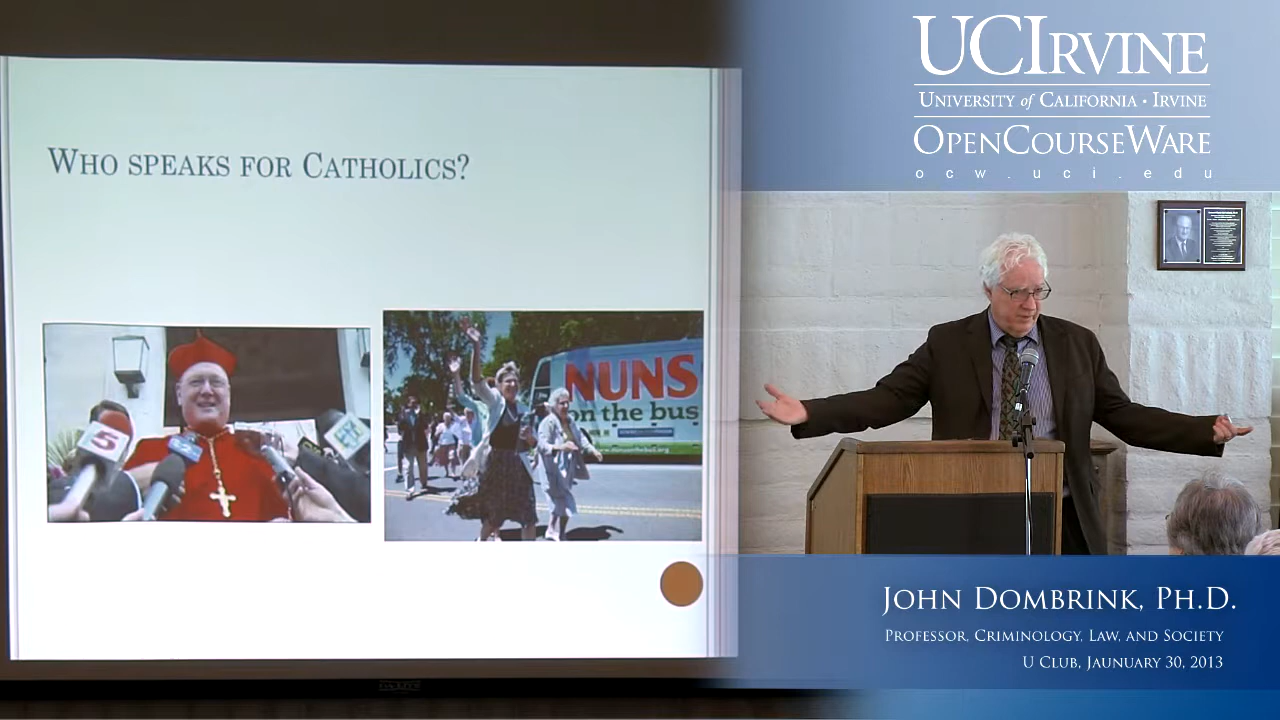 WHO SPEAKS FOR CATHOLICS?
5
NUNS
on the bus
UCIRVINE
UNIVERSITY of CALIFORNIA · IRVINE
OPENCOURSEWARE
ocw.uci.edu
JOHN DOMBRINK, PH.D.
PROFESSOR, CRIMINOLOGY, LAW, AND SOCIETY
U CLUB, JAUNUARY 30, 2013